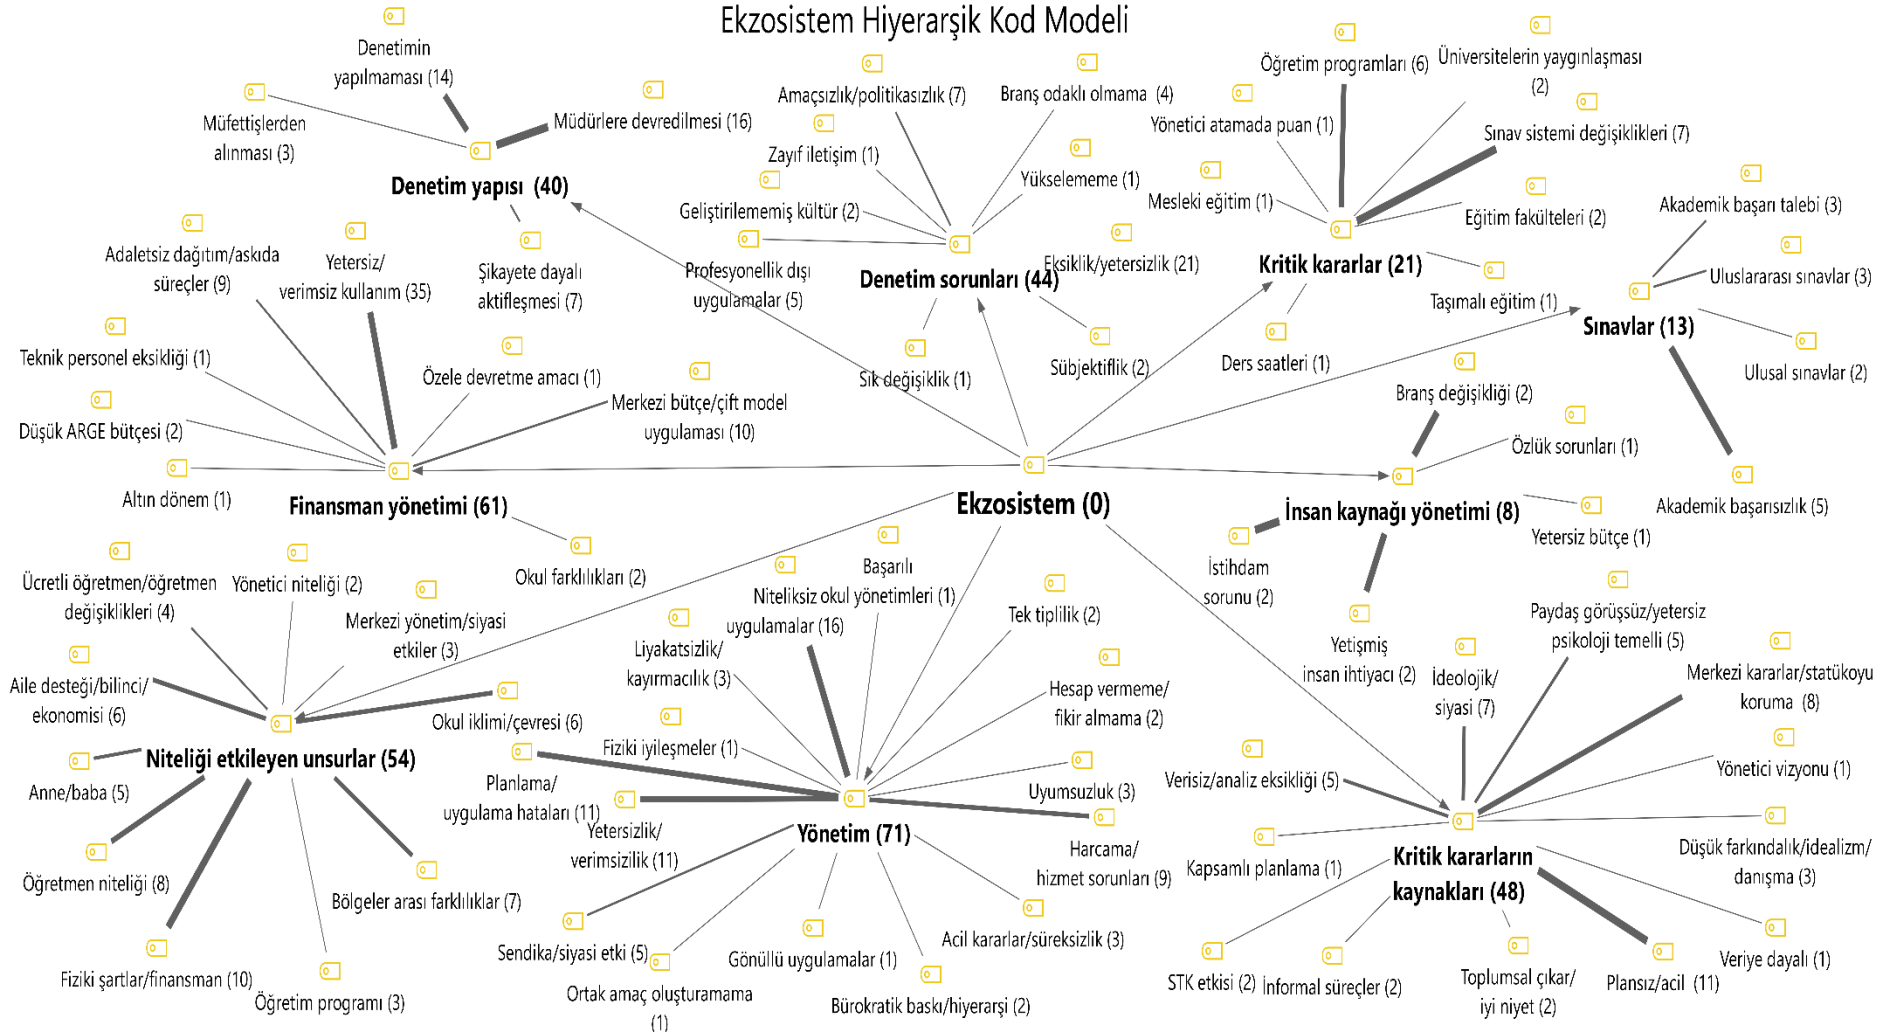 Ekzosistem Hiyerarşik Kod Modeli
Denetimin
yapılmaması (14)
Müfettişlerden
alınması (3)
Müdürlere devredilmesi (16)
Denetim yapısı (40)
Şikayete dayalı
aktifleşmesi (7)
Amaçsızlık/politikasızlık (7)
Branş odaklı olmama (4)
Zayıf iletişim (1)
Yükselememe (1)
Geliştirilememiş kültür (2)
Profesyonellik dışı
uygulamalar (5)
Eksiklik/yetersizlik (21)
Denetim sorunları (44)
Sık değişiklik (1)
Sübjektiflik (2)
Öğretim programları (6)
Üniversitelerin yaygınlaşması
(2)
Yönetici atamada puan (1)
Sınav sistemi değişiklikleri (7)
Mesleki eğitim (1)
Eğitim fakülteleri (2)
Kritik kararlar (21)
Taşımalı eğitim (1)
Ders saatleri (1)
Akademik başarı talebi (3)
Uluslararası sınavlar (3)
Sınavlar (13)
Ulusal sınavlar (2)
Akademik başarısızlık (5)
Adaletsiz dağıtım/askıda
süreçler (9)
Yetersiz/
verimsiz kullanım (35)
Teknik personel eksikliği (1)
Özele devretme amacı (1)
Düşük ARGE bütçesi (2)
Merkezi bütçe/çift model
uygulaması (10)
Altın dönem (1)
Finansman yönetimi (61)
Okul farklılıkları (2)
Ekzosistem (0)
Branş değişikliği (2)
Özlük sorunları (1)
İnsan kaynağı yönetimi (8)
Yetersiz bütçe (1)
İstihdam
sorunu (2)
Yetişmiş
insan ihtiyacı (2)
Ücretli öğretmen/öğretmen
değişiklikleri (4)
Yönetici niteliği (2)
Merkezi yönetim/siyasi
etkiler (3)
Aile desteği/bilinci/
ekonomisi (6)
Okul iklimi/çevresi (6)
Niteliği etkileyen unsurlar (54)
Anne/baba (5)
Öğretmen niteliği (8)
Bölgeler arası farklılıklar (7)
Fiziki şartlar/finansman (10)
Öğretim programı (3)
Başarılı
Niteliksiz okul yönetimleri (1)
uygulamalar (16)
Tek tiplilik (2)
Liyakatsizlik/
kayırmacılık (3)
Hesap vermeme/
fikir almama (2)
Fiziki iyileşmeler (1)
Planlama/
uygulama hataları (11)
Uyumsuzluk (3)
Yetersizlik/
verimsizilik (11)
Yönetim (71)
Harcama/
hizmet sorunları (9)
Sendika/siyasi etki (5)
Gönüllü uygulamalar (1)
Acil kararlar/süreksizlik (3)
Ortak amaç oluşturamama
(1)
Bürokratik baskı/hiyerarşi (2)
Paydaş görüşsüz/yetersiz
psikoloji temelli (5)
İdeolojik/
siyasi (7)
Merkezi kararlar/statükoyu
koruma (8)
Verisiz/analiz eksikliği (5)
Yönetici vizyonu (1)
Kapsamlı planlama (1)
Kritik kararların
kaynakları (48)
Düşük farkındalık/idealizm/
danışma (3)
STK etkisi (2)
İnformal süreçler (2)
Toplumsal çıkar/
iyi niyet (2)
Plansız/acil (11)
Veriye dayalı (1)